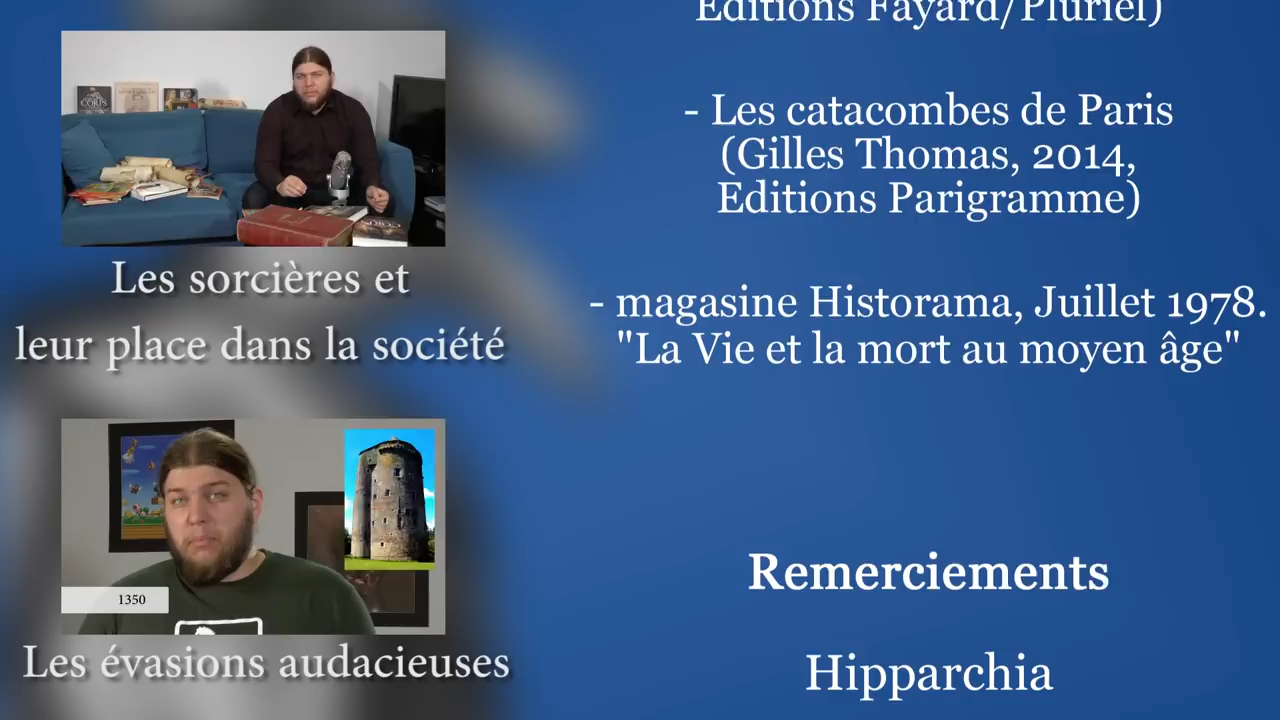 CORPS
Les sorcières et
leur place dans la société
1350
Les évasions audacieuses
Editions Fayard/Pluriel)
- Les catacombes de Paris
(Gilles Thomas, 2014,
Editions Parigramme)
- magasine Historama, Juillet 1978.
"La Vie et la mort au moyen âge"
Remerciements
Hipparchia